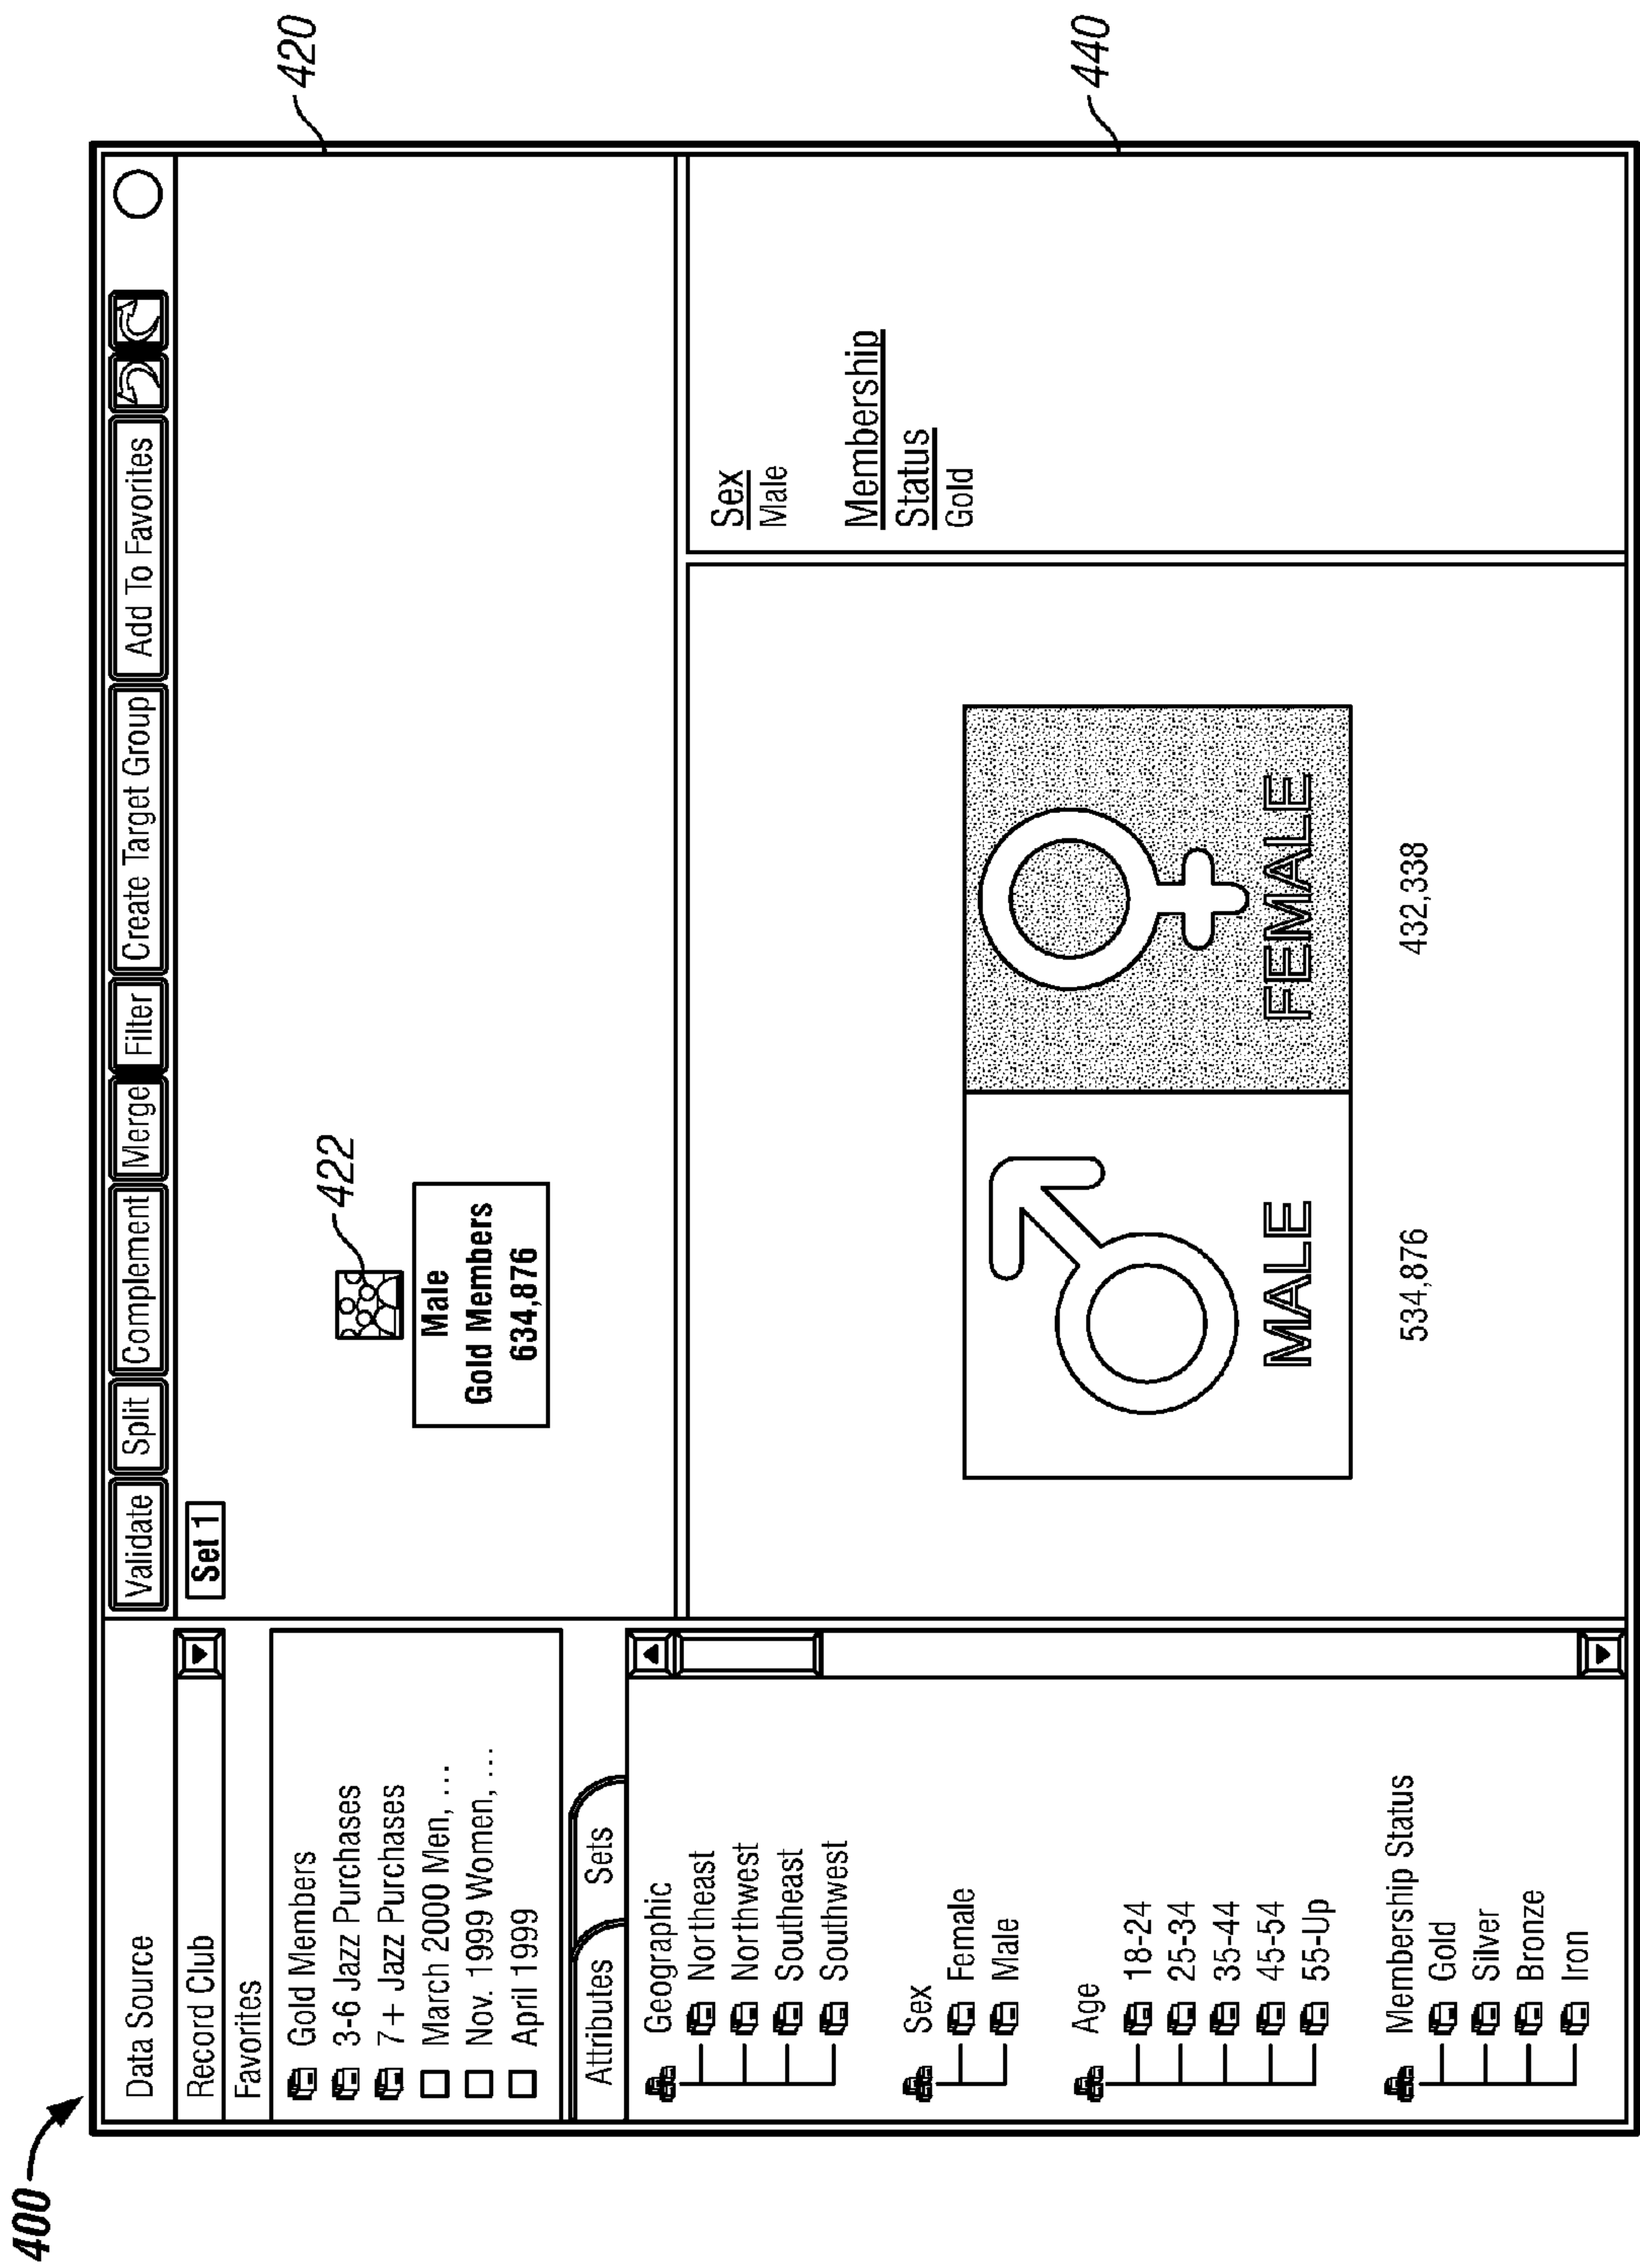 400
Data Source
Record Club
Favorites
Gold Members
3-6 Jazz Purchases
7+ Jazz Purchases
March 2000 Men, ...
Nov. 1999 Women, ...
April 1999
Attributes Sets
Geographic
Northeast
Northwest
Southeast
Southwest
Sex
Female
Male
Age
18-24
25-34
35-44
45-54
55-Up
Membership Status
Gold
Silver
Bronze
Iron
Validate Split Complement Merge Filter Create Target Group Add To Favorites
Set 1
422
Male
Gold Members
634,876
420
MALE FEMALE
534,876 432,338
Sex
Male
Membership
Status
Gold
440